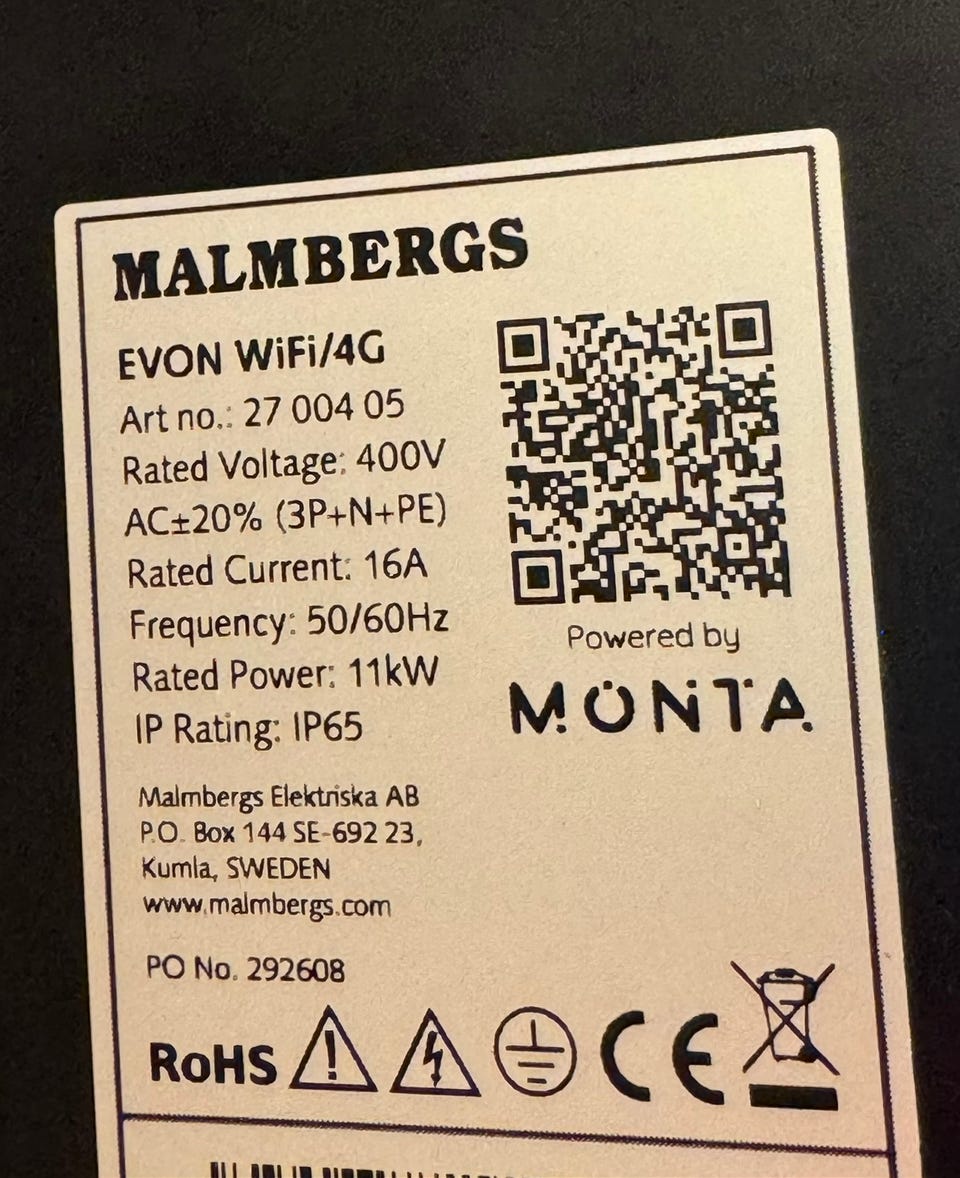 MALMBERGS
EVON WiFi/4G
Art no.: 27 004 05
Rated Voltage: 400V
AC±20% (3P+N+PE)
Rated Current: 16A
Frequency: 50/60Hz
Rated Power: 11kW
IP Rating: IP65
Powered by
MONTA
Malmbergs Elektriska AB
P.O. Box 144 SE-692 23,
Kumla, SWEDEN
www.malmbergs.com
PO No. 292608
RoHS CE